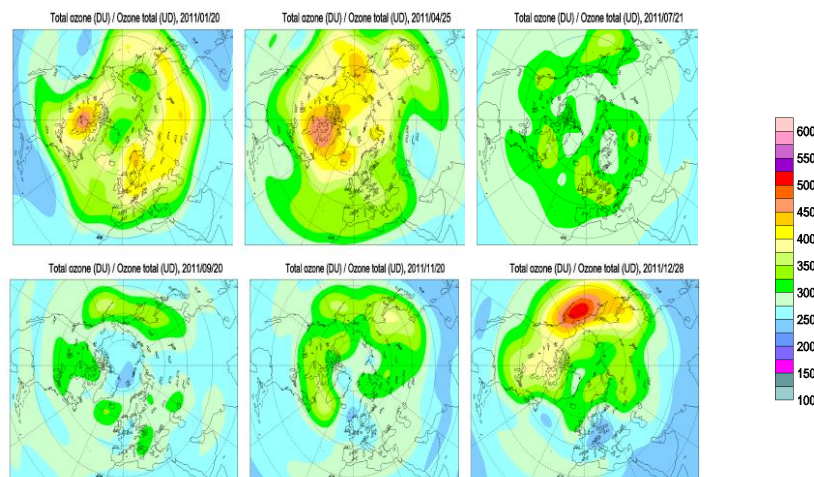 Total ozone (DU) / Ozone total (UD), 2011/01/20
Total ozone (DU) / Ozone total (UD), 2011/04/25
Total ozone (DU) / Ozone total (UD), 2011/07/21
600
550
500
450
400
350
300
250
200
150
100
Total ozone (DU) / Ozone total (UD), 2011/09/20
Total ozone (DU) / Ozone total (UD), 2011/11/20
Total ozone (DU) / Ozone total (UD), 2011/12/28